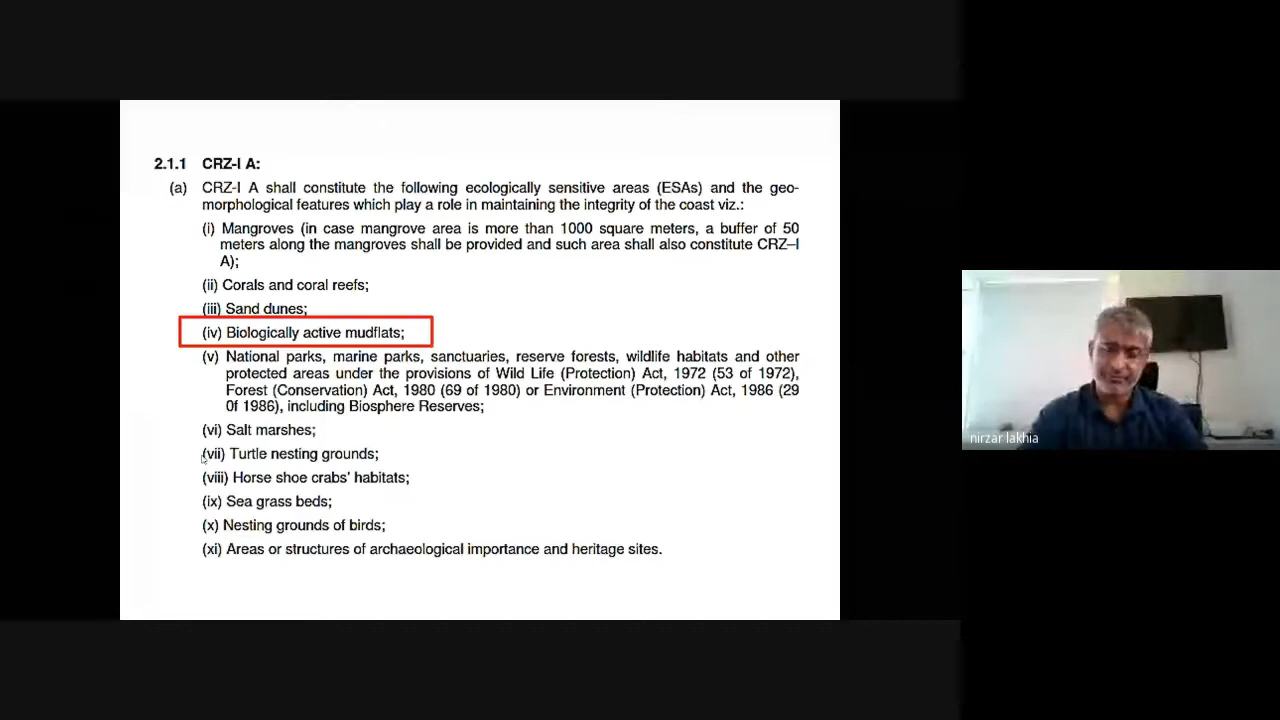 2.1.1 CRZ-I A:
(a) CRZ-I A shall constitute the following ecologically sensitive areas (ESAs) and the geo-
morphological features which play a role in maintaining the integrity of the coast viz.:
(i) Mangroves (in case mangrove area is more than 1000 square meters, a buffer of 50
meters along the mangroves shall be provided and such area shall also constitute CRZ–I
A);
(ii) Corals and coral reefs;
(iii) Sand dunes;
(iv) Biologically active mudflats;
(v) National parks, marine parks, sanctuaries, reserve forests, wildlife habitats and other
protected areas under the provisions of Wild Life (Protection) Act, 1972 (53 of 1972),
Forest (Conservation) Act, 1980 (69 of 1980) or Environment (Protection) Act, 1986 (29
0f 1986), including Biosphere Reserves;
(vi) Salt marshes;
(vii) Turtle nesting grounds;
(viii) Horse shoe crabs' habitats;
(ix) Sea grass beds;
(x) Nesting grounds of birds;
(xi) Areas or structures of archaeological importance and heritage sites.
nirzar lakhia